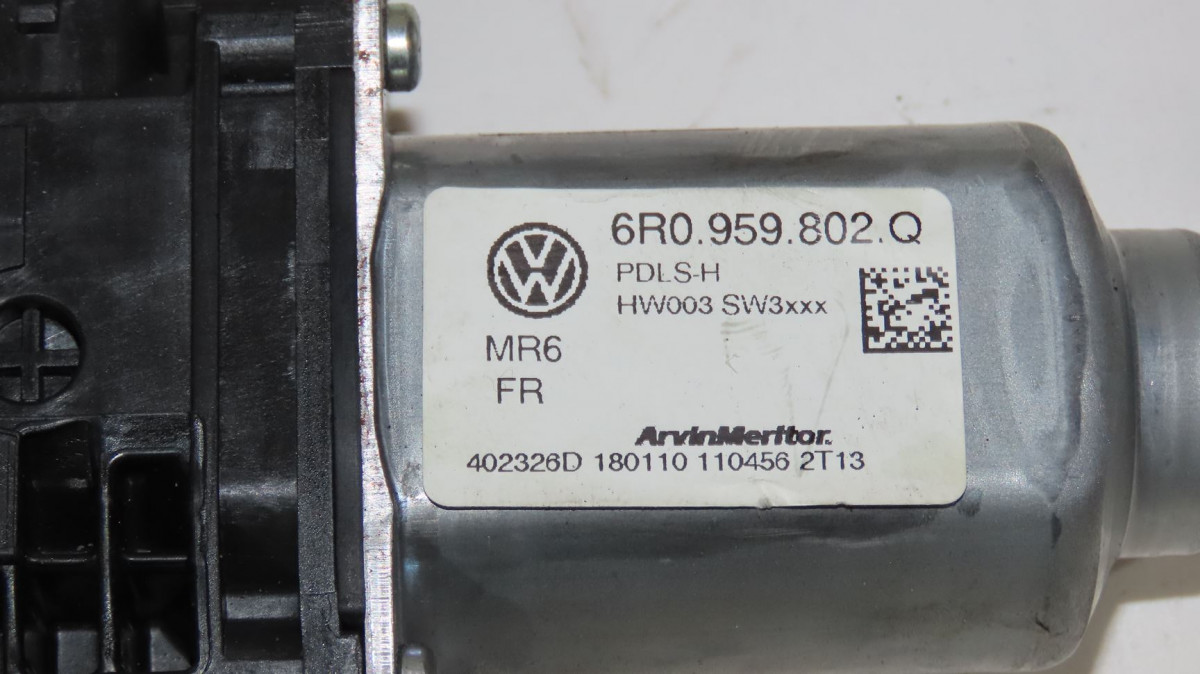 6R0.959.802.Q
PDLS-H
HW003 SW3xxx
MR6
FR
ArvinMeritor.
402326D 180110 110456 2T13